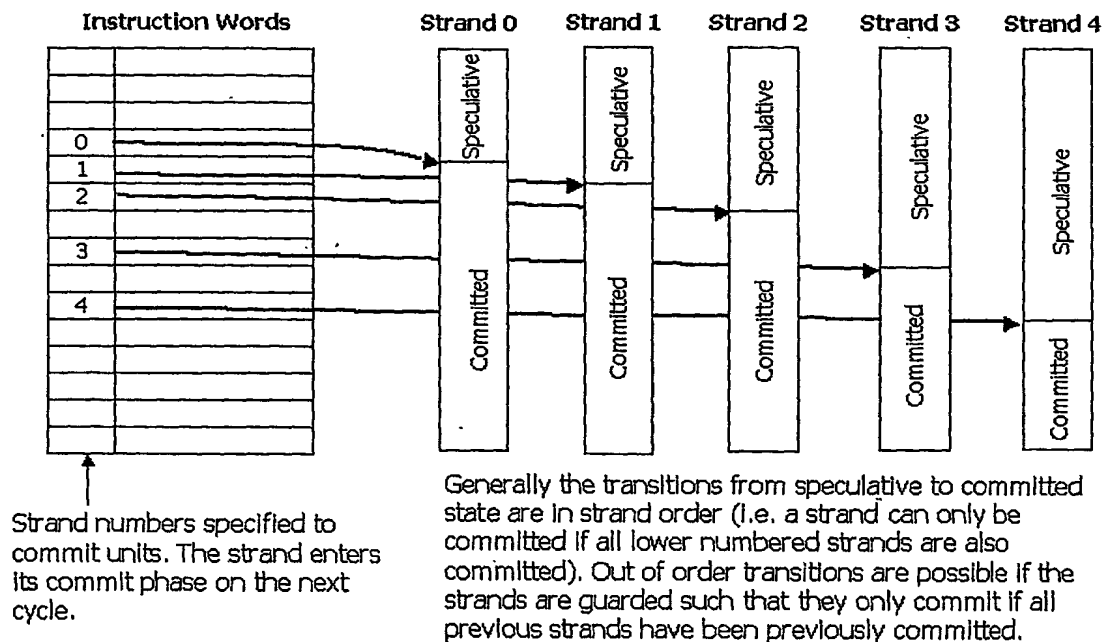 Instruction Words
Strand 0
Strand 1
Strand 2
Strand 3
Strand 4
0
1
2
3
4
Speculative
Committed
Speculative
Committed
Speculative
Committed
Speculative
Committed
Speculative
Committed
Strand numbers specified to
commit units. The strand enters
its commit phase on the next
cycle.
Generally the transitions from speculative to committed
state are in strand order (i.e. a strand can only be
committed if all lower numbered strands are also
committed). Out of order transitions are possible if the
strands are guarded such that they only commit if all
previous strands have been previously committed.